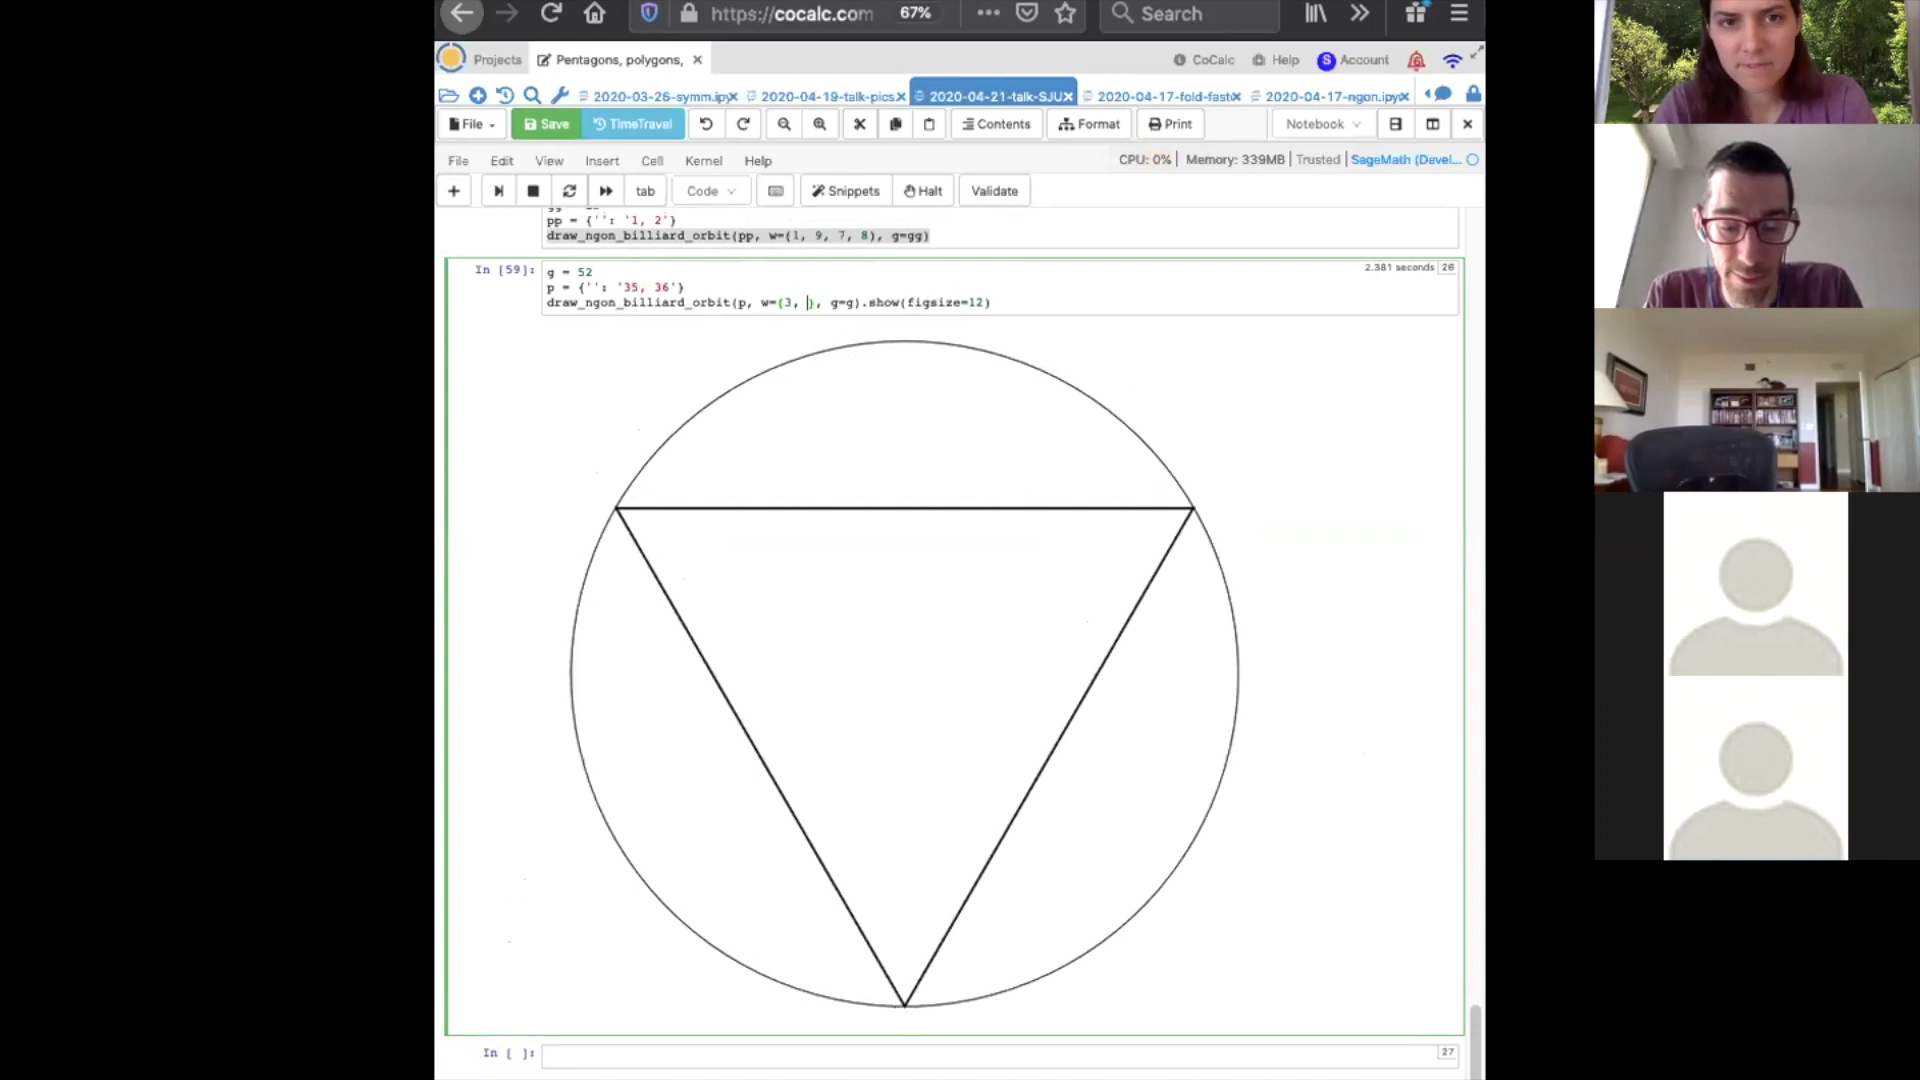 https://cocalc.com 67% Search
Projects Pentagons, polygons, CoCalc Help S Account
2020-03-26-symm.ipy 2020-04-19-talk-pics 2020-04-21-talk-SJU 2020-04-17-fold-fast 2020-04-17-ngon.ipy
File Save TimeTravel Contents Format Print Notebook
File Edit View Insert Cell Kernel Help CPU: 0% Memory: 339MB Trusted SageMath (Devel...
tab Code Snippets Halt Validate
pp = {'': '1, 2'}
draw_ngon_billiard_orbit(pp, w=(1, 9, 7, 8), g=gg)
In [59]: g = 52 2.381 seconds 26
p = {'': '35, 36'}
draw_ngon_billiard_orbit(p, w=(3, ), g=g).show(figsize=12)
In [ ]: 27